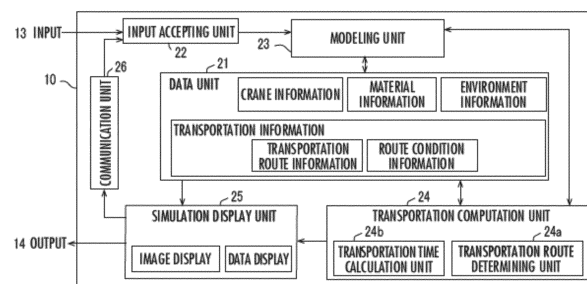 13 INPUT
INPUT ACCEPTING UNIT
22
23
MODELING UNIT
10
26
COMMUNICATION UNIT
21
DATA UNIT
CRANE INFORMATION
MATERIAL
INFORMATION
ENVIRONMENT
INFORMATION
TRANSPORTATION INFORMATION
TRANSPORTATION
ROUTE INFORMATION
ROUTE CONDITION
INFORMATION
25
SIMULATION DISPLAY UNIT
IMAGE DISPLAY
DATA DISPLAY
14 OUTPUT
24
TRANSPORTATION COMPUTATION UNIT
24b
TRANSPORTATION TIME
CALCULATION UNIT
24a
TRANSPORTATION ROUTE
DETERMINING UNIT